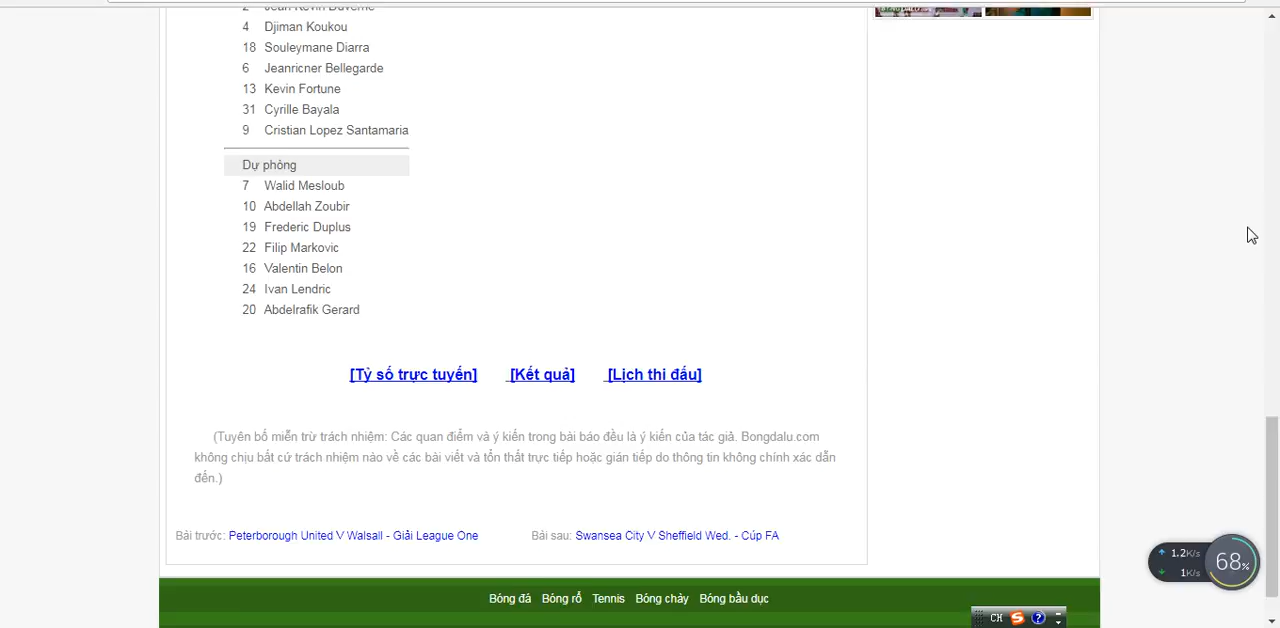 2 Jean Kevin Duverne
4 Djiman Koukou
18 Souleymane Diarra
6 Jeanricner Bellegarde
13 Kevin Fortune
31 Cyrille Bayala
9 Cristian Lopez Santamaria
Dự phòng
7 Walid Mesloub
10 Abdellah Zoubir
19 Frederic Duplus
22 Filip Markovic
16 Valentin Belon
24 Ivan Lendric
20 Abdelrafik Gerard
[Tỷ số trực tuyến] [Kết quả] [Lịch thi đấu]
(Tuyên bố miễn trừ trách nhiệm: Các quan điểm và ý kiến trong bài báo đều là ý kiến của tác giả. Bongdalu.com
không chịu bất cứ trách nhiệm nào về các bài viết và tổn thất trực tiếp hoặc gián tiếp do thông tin không chính xác dẫn
đến.)
Bài trước: Peterborough United V Walsall - Giải League One Bài sau: Swansea City V Sheffield Wed. - Cúp FA
1.2K/s
68%
1K/s
Bóng đá Bóng rổ Tennis Bóng chày Bóng bầu dục
CH S ?